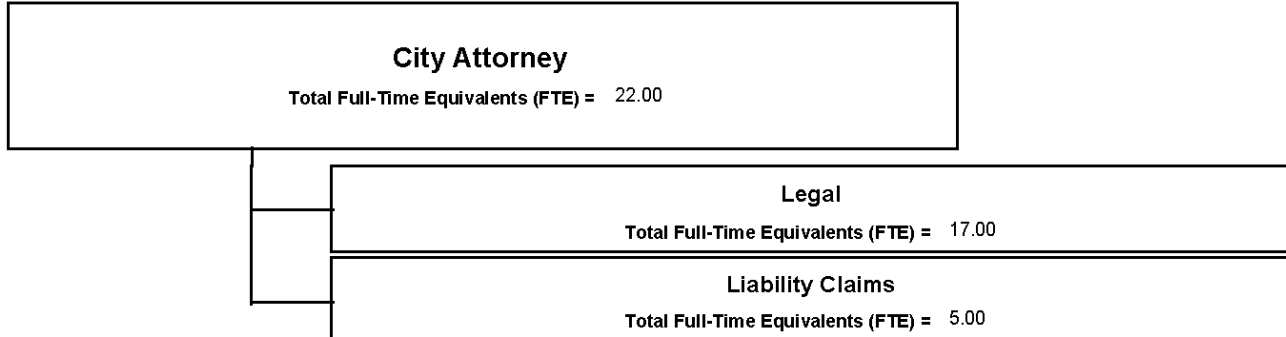 City Attorney
Total Full-Time Equivalents (FTE) = 22.00
Legal
Total Full-Time Equivalents (FTE) = 17.00
Liability Claims
Total Full-Time Equivalents (FTE) = 5.00